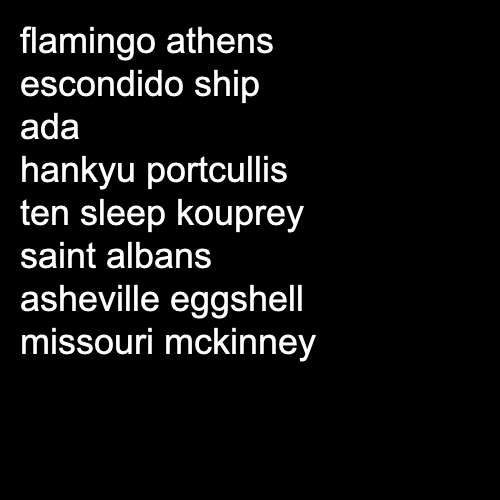 flamingo athens
escondido ship
ada
hankyu portcullis
ten sleep kouprey
saint albans
asheville eggshell
missouri mckinney